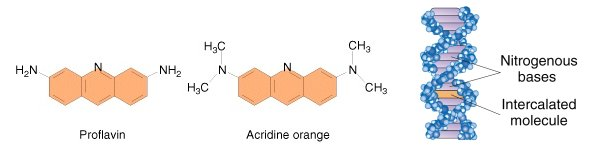 H₂N
N
NH₂
Proflavin
H₃C
CH₃
N
N
N
H₃C
CH₃
Acridine orange
Nitrogenous
bases
Intercalated
molecule